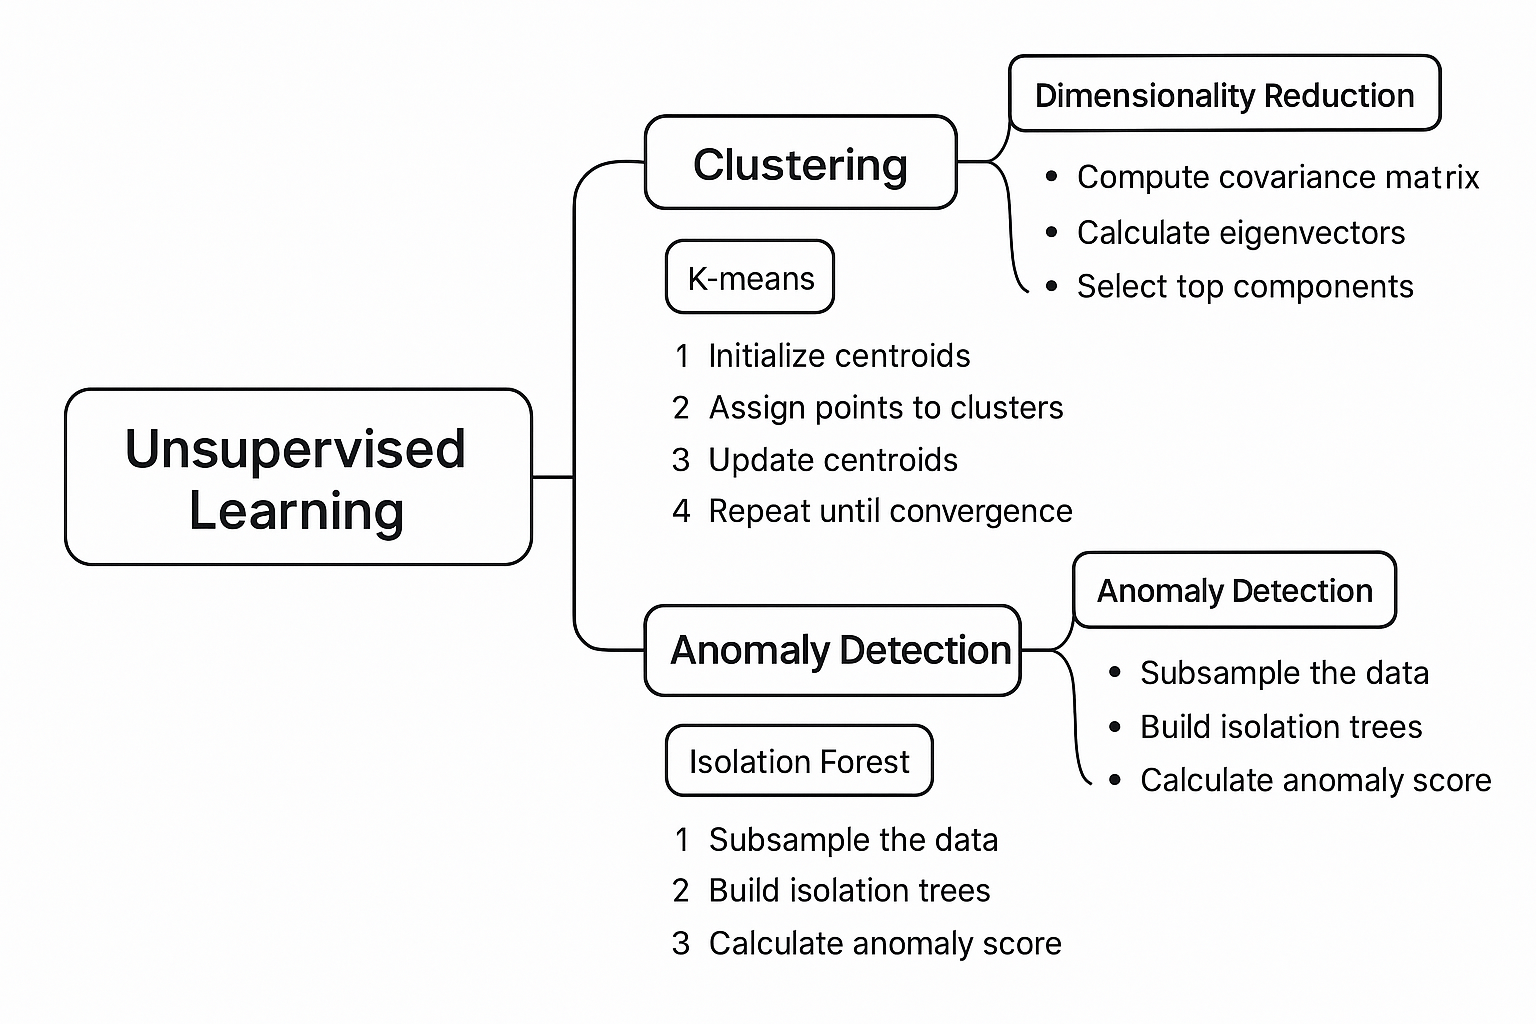 Unsupervised
Learning
Clustering
K-means
1 Initialize centroids
2 Assign points to clusters
3 Update centroids
4 Repeat until convergence
Dimensionality Reduction
• Compute covariance matrix
• Calculate eigenvectors
• Select top components
Anomaly Detection
Isolation Forest
1 Subsample the data
2 Build isolation trees
3 Calculate anomaly score
Anomaly Detection
• Subsample the data
• Build isolation trees
• Calculate anomaly score